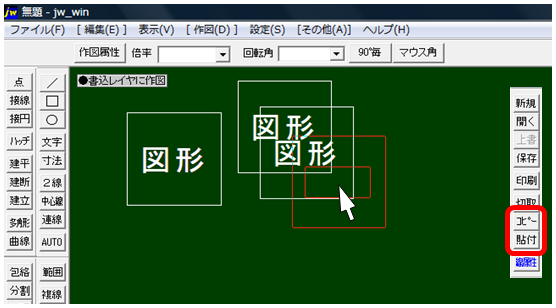 無題 - jw_win
ファイル(F) [ 編集(E) ] 表示(V) [ 作図(D) ] 設定(S) [その他(A)] ヘルプ(H)
作図属性 倍率 回転角 90°毎 マウス角
●書込レイヤに作図
点 ／
接線 □
接円 ○
ハッチ 文字
建平 寸法
建断 2線
建立 中心線
多角形 連線
曲線 AUTO
包絡 範囲
分割 複線
図形
図形
図形
新規
開く
上書
保存
印刷
切取
コピー
貼付
線属性